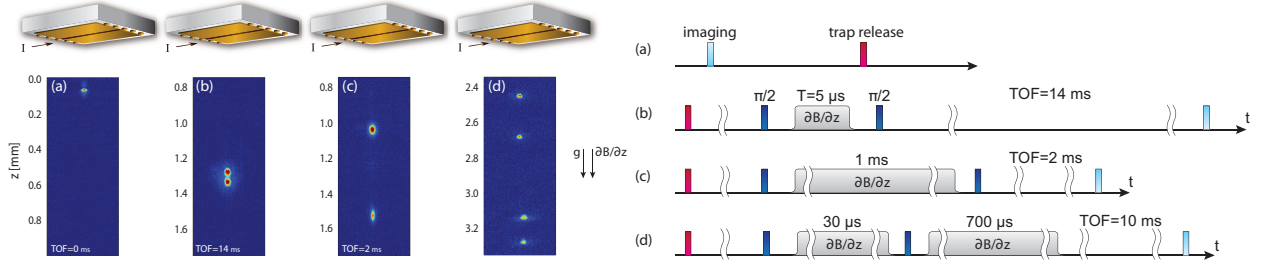 I I I I
(a) (b) (c) (d)
z [mm]
0.0
0.2
0.4
0.6
0.8
TOF=0 ms
0.8
1.0
1.2
1.4
1.6
TOF=14 ms
0.8
1.0
1.2
1.4
1.6
TOF=2 ms
2.4
2.6
2.8
3.0
3.2
g ∂B/∂z
(a) imaging trap release
(b) π/2 T=5 μs π/2 TOF=14 ms
∂B/∂z t
(c) 1 ms TOF=2 ms
∂B/∂z t
(d) 30 μs 700 μs TOF=10 ms
∂B/∂z ∂B/∂z t